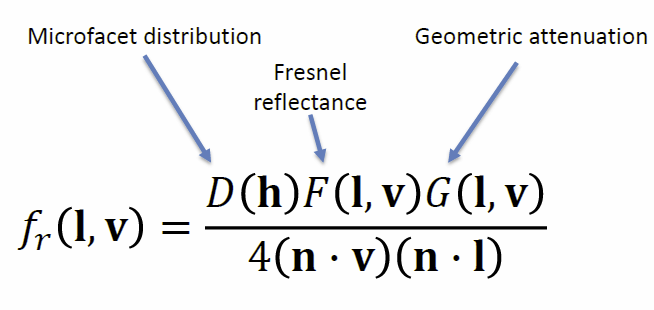 Microfacet distribution
Geometric attenuation
Fresnel
reflectance
D(h)F(l, v)G(l, v)
f_r(l, v) =
4(n · v)(n · l)